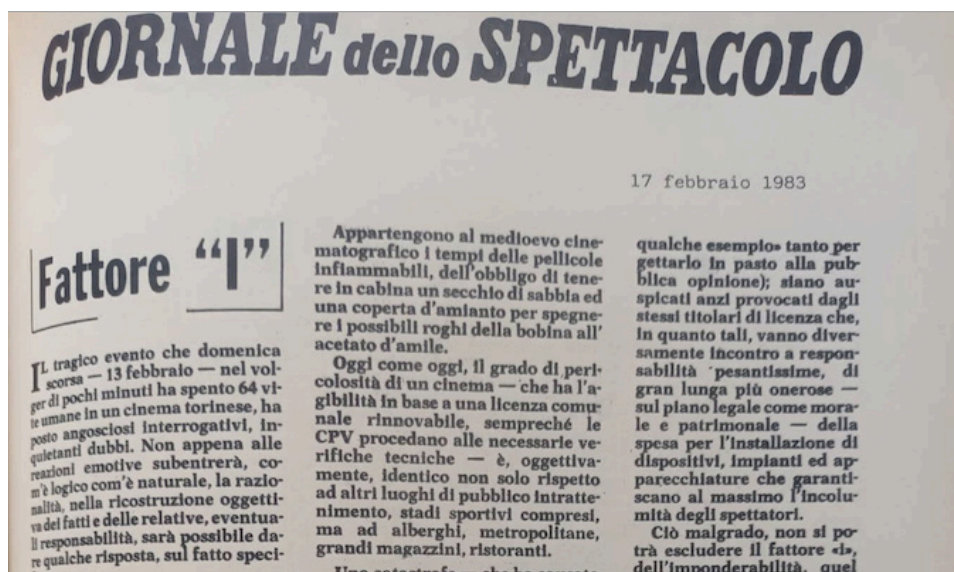 GIORNALE dello SPETTACOLO
17 febbraio 1983
Fattore “I”
IL tragico evento che domenica
scorsa — 13 febbraio — nel vol-
ger di pochi minuti ha spento 64 vi-
te umane in un cinema torinese, ha
posto angosciosi interrogativi, in-
quietanti dubbi. Non appena alle
reazioni emotive subentrerà, co-
m'è logico com'è naturale, la razio-
nalità, nella ricostruzione oggetti-
va dei fatti e delle relative, eventua-
li responsabilità, sarà possibile da-
re qualche risposta, sul fatto speci-
Appartengono al medioevo cine-
matografico i tempi delle pellicole
infiammabili, dell'obbligo di tene-
re in cabina un secchio di sabbia ed
una coperta d'amianto per spegne-
re i possibili roghi della bobina all'
acetato d'amile.
Oggi come oggi, il grado di peri-
colosità di un cinema — che ha l'a-
gibilità in base a una licenza comu-
nale rinnovabile, sempreché le
CPV procedano alle necessarie ve-
rifiche tecniche — è, oggettiva-
mente, identico non solo rispetto
ad altri luoghi di pubblico intratte-
nimento, stadi sportivi compresi,
ma ad alberghi, metropolitane,
grandi magazzini, ristoranti.
Una catastrofe — che ha
qualche esempio» tanto per
gettarlo in pasto alla pub-
blica opinione); siano au-
spicati anzi provocati dagli
stessi titolari di licenza che,
in quanto tali, vanno diver-
samente incontro a respon-
sabilità pesantissime, di
gran lunga più onerose —
sul piano legale come mora-
le e patrimoniale — della
spesa per l'installazione di
dispositivi, impianti ed ap-
parecchiature che garanti-
scano al massimo l'incolu-
mità degli spettatori.
Ciò malgrado, non si po-
trà escludere il fattore «i»,
dell'imponderabilità, quel